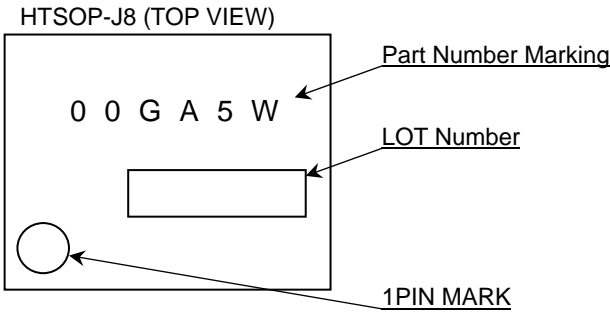 HTSOP-J8 (TOP VIEW)
Part Number Marking
0 0 G A 5 W
LOT Number
1PIN MARK